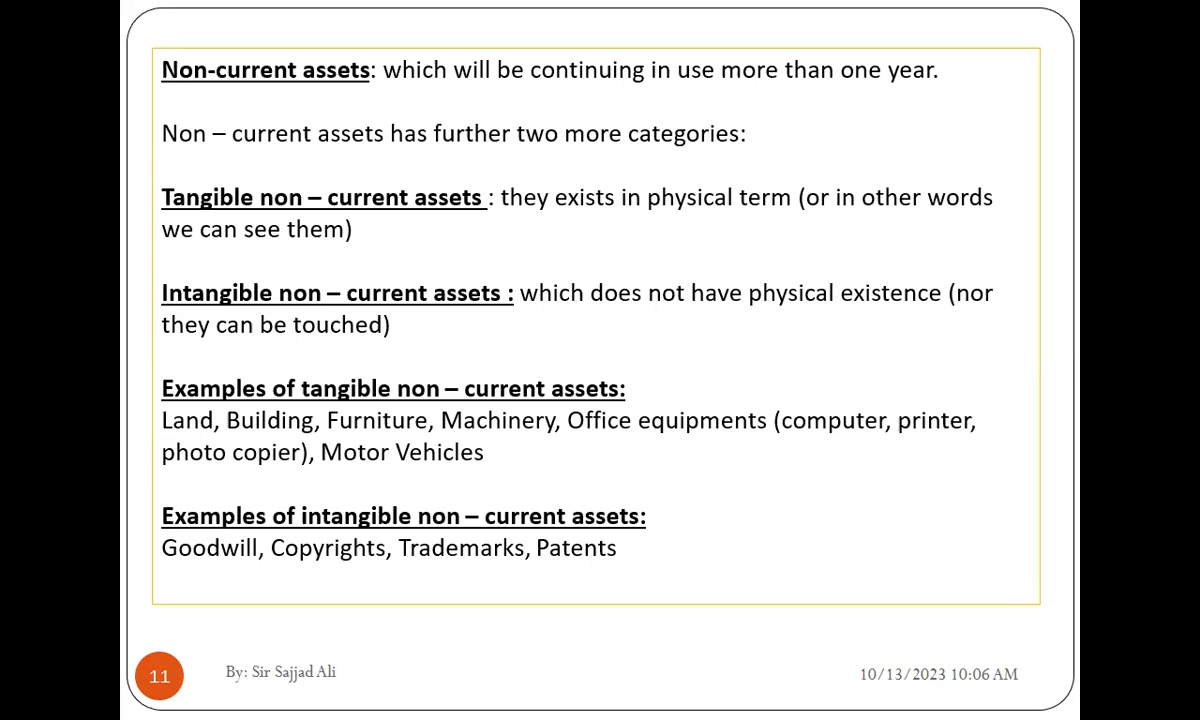 Non-current assets: which will be continuing in use more than one year.
Non – current assets has further two more categories:
Tangible non – current assets : they exists in physical term (or in other words
we can see them)
Intangible non – current assets : which does not have physical existence (nor
they can be touched)
Examples of tangible non – current assets:
Land, Building, Furniture, Machinery, Office equipments (computer, printer,
photo copier), Motor Vehicles
Examples of intangible non – current assets:
Goodwill, Copyrights, Trademarks, Patents
11
By: Sir Sajjad Ali
10/13/2023 10:06 AM